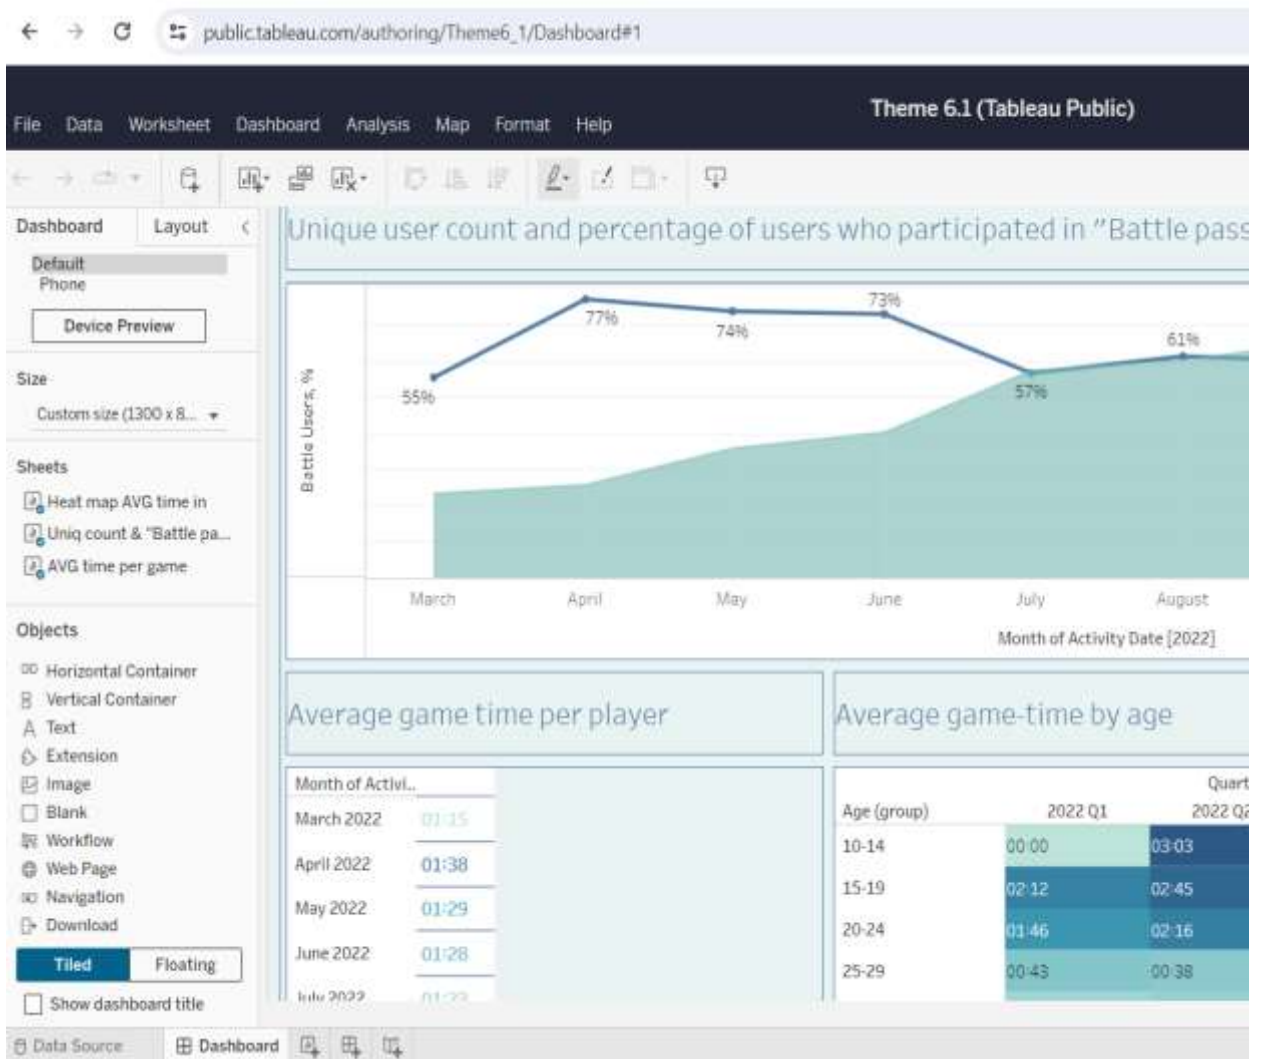 public.tableau.com/authoring/Theme6_1/Dashboard#1
Theme 6.1 (Tableau Public)
File Data Worksheet Dashboard Analysis Map Format Help
Dashboard Layout
Default
Phone
Device Preview
Size
Custom size (1300 x 8...
Sheets
Heat map AVG time in
Uniq count & "Battle pa...
AVG time per game
Objects
Horizontal Container
Vertical Container
Text
Extension
Image
Blank
Workflow
Web Page
Navigation
Download
Tiled Floating
Show dashboard title
Unique user count and percentage of users who participated in "Battle pass
Battle Users, %
55% 77% 74% 73% 57% 61%
March April May June July August
Month of Activity Date [2022]
Average game time per player
Month of Activi..
March 2022 01:15
April 2022 01:38
May 2022 01:29
June 2022 01:28
July 2022
Average game-time by age
Quart
Age (group) 2022 Q1 2022 Q2
10-14 00:00 03:03
15-19 02:12 02:45
20-24 01:46 02:16
25-29 00:43 00:38
Data Source Dashboard